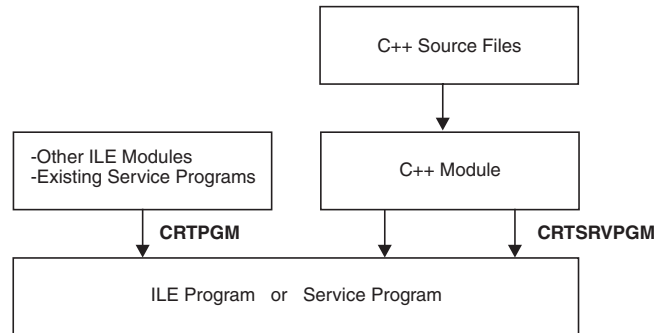 C++ Source Files
-Other ILE Modules
-Existing Service Programs
C++ Module
CRTPGM
CRTSRVPGM
ILE Program or Service Program